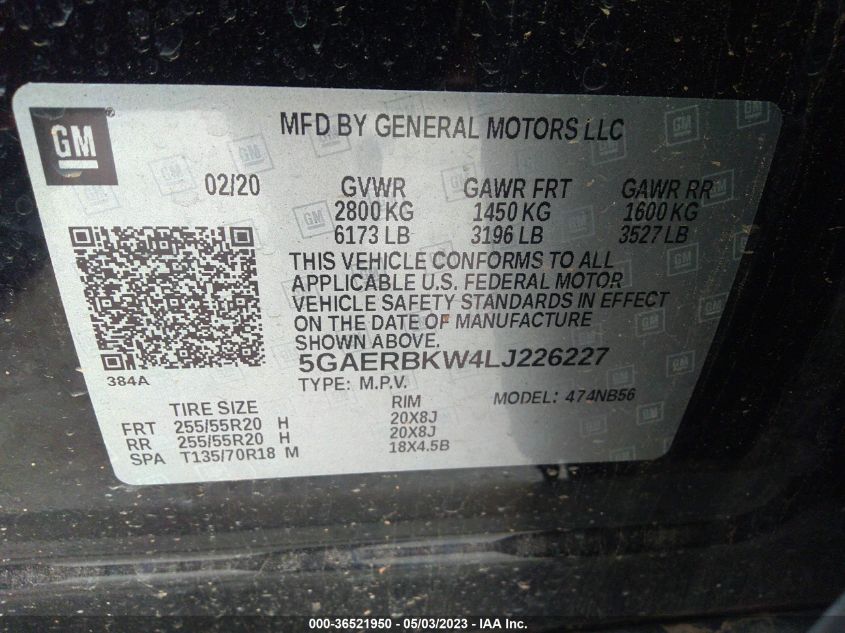 GM
MFD BY GENERAL MOTORS LLC
02/20 GVWR GAWR FRT GAWR RR
2800 KG 1450 KG 1600 KG
6173 LB 3196 LB 3527 LB
THIS VEHICLE CONFORMS TO ALL
APPLICABLE U.S. FEDERAL MOTOR
VEHICLE SAFETY STANDARDS IN EFFECT
ON THE DATE OF MANUFACTURE
SHOWN ABOVE.
384A
5GAERBKW4LJ226227
TYPE: M.P.V. MODEL: 474NB56
TIRE SIZE RIM
FRT 255/55R20 H 20X8J
RR 255/55R20 H 20X8J
SPA T135/70R18 M 18X4.5B
000-36521950 - 05/03/2023 - IAA Inc.